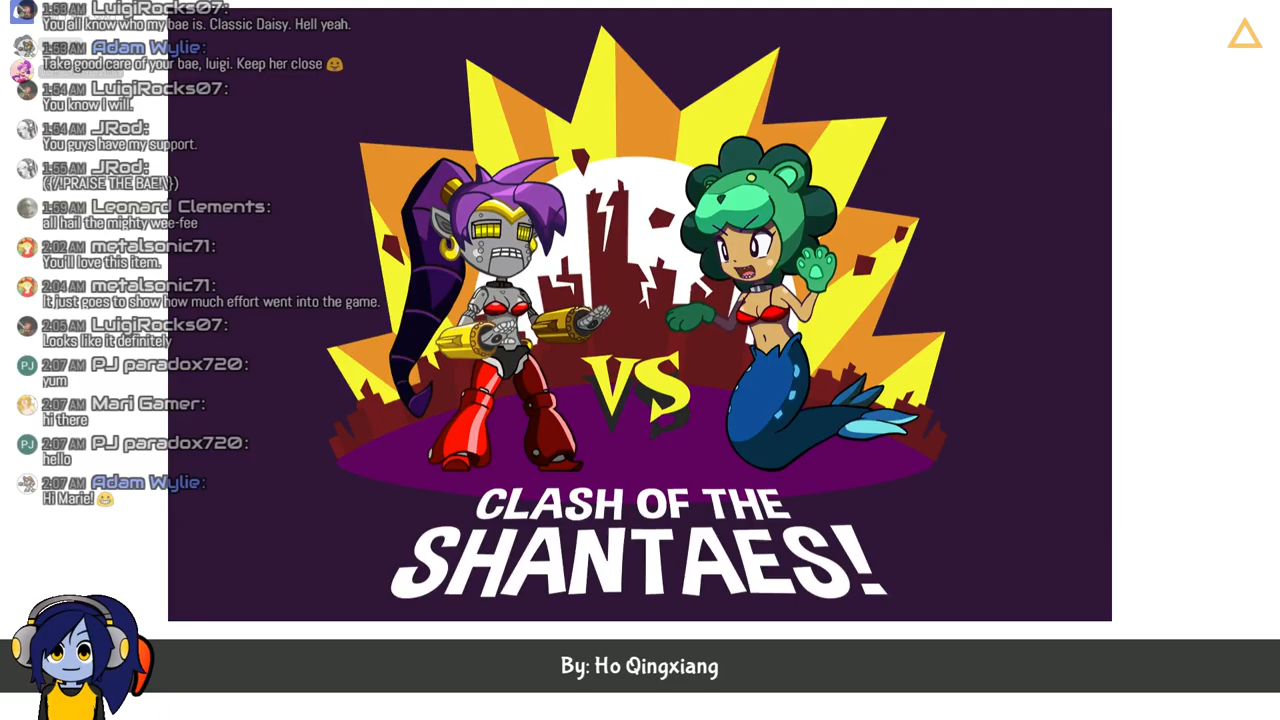 LuigiRocks07:
You all know who my bae is. Classic Daisy. Hell yeah.
1:53 AM Adam Wylie:
Take good care of your bae, luigi. Keep her close
1:54 AM LuigiRocks07:
You know I will.
1:54 AM JRod:
You guys have my support.
1:55 AM JRod:
({/!PRAISE THE BAE!\})
1:59 AM Leonard Clements:
all hail the mighty wee-fee
2:02 AM metalsonic71:
You'll love this item.
2:04 AM metalsonic71:
It just goes to show how much effort went into the game.
2:05 AM LuigiRocks07:
Looks like it definitely
PJ 2:07 AM PJ paradox720:
yum
2:07 AM Mari Gamer:
hi there
PJ 2:07 AM PJ paradox720:
hello
2:07 AM Adam Wylie:
Hi Marie!
VS
CLASH OF THE
SHANTAES!
By: Ho Qingxiang